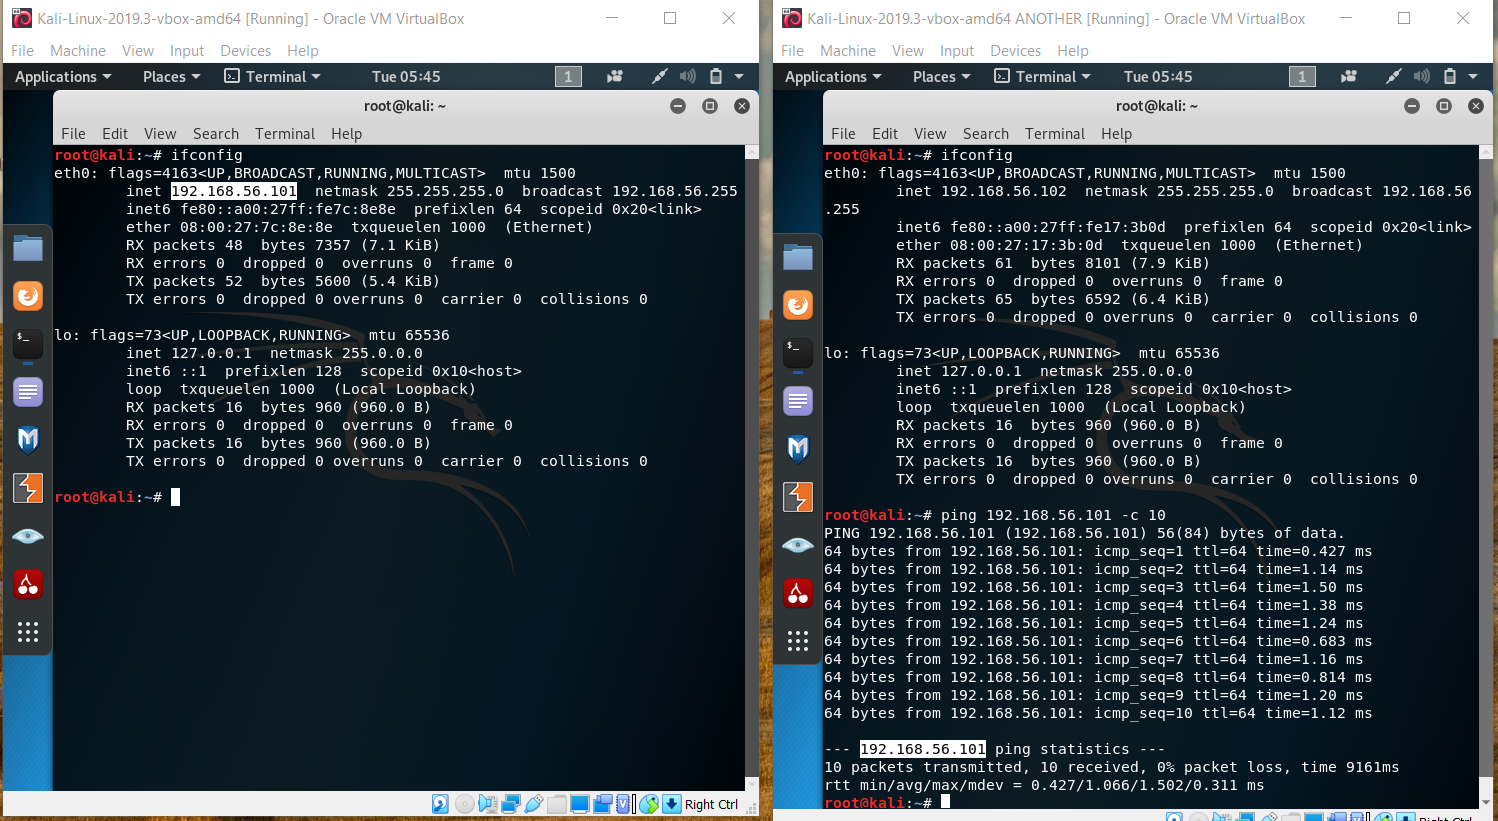 Kali-Linux-2019.3-vbox-amd64 [Running] - Oracle VM VirtualBox
File Machine View Input Devices Help
Applications Places Terminal Tue 05:45 1
root@kali: ~
File Edit View Search Terminal Help
root@kali:~# ifconfig
eth0: flags=4163<UP,BROADCAST,RUNNING,MULTICAST>  mtu 1500
        inet 192.168.56.101  netmask 255.255.255.0  broadcast 192.168.56.255
        inet6 fe80::a00:27ff:fe7c:8e8e  prefixlen 64  scopeid 0x20<link>
        ether 08:00:27:7c:8e:8e  txqueuelen 1000  (Ethernet)
        RX packets 48  bytes 7357 (7.1 KiB)
        RX errors 0  dropped 0  overruns 0  frame 0
        TX packets 52  bytes 5600 (5.4 KiB)
        TX errors 0  dropped 0 overruns 0  carrier 0  collisions 0
lo: flags=73<UP,LOOPBACK,RUNNING>  mtu 65536
        inet 127.0.0.1  netmask 255.0.0.0
        inet6 ::1  prefixlen 128  scopeid 0x10<host>
        loop  txqueuelen 1000  (Local Loopback)
        RX packets 16  bytes 960 (960.0 B)
        RX errors 0  dropped 0  overruns 0  frame 0
        TX packets 16  bytes 960 (960.0 B)
        TX errors 0  dropped 0 overruns 0  carrier 0  collisions 0
root@kali:~#
$_
Right Ctrl
Kali-Linux-2019.3-vbox-amd64 ANOTHER [Running] - Oracle VM VirtualBox
File Machine View Input Devices Help
Applications Places Terminal Tue 05:45 1
root@kali: ~
File Edit View Search Terminal Help
root@kali:~# ifconfig
eth0: flags=4163<UP,BROADCAST,RUNNING,MULTICAST>  mtu 1500
        inet 192.168.56.102  netmask 255.255.255.0  broadcast 192.168.56
.255
        inet6 fe80::a00:27ff:fe17:3b0d  prefixlen 64  scopeid 0x20<link>
        ether 08:00:27:17:3b:0d  txqueuelen 1000  (Ethernet)
        RX packets 61  bytes 8101 (7.9 KiB)
        RX errors 0  dropped 0  overruns 0  frame 0
        TX packets 65  bytes 6592 (6.4 KiB)
        TX errors 0  dropped 0 overruns 0  carrier 0  collisions 0
lo: flags=73<UP,LOOPBACK,RUNNING>  mtu 65536
        inet 127.0.0.1  netmask 255.0.0.0
        inet6 ::1  prefixlen 128  scopeid 0x10<host>
        loop  txqueuelen 1000  (Local Loopback)
        RX packets 16  bytes 960 (960.0 B)
        RX errors 0  dropped 0  overruns 0  frame 0
        TX packets 16  bytes 960 (960.0 B)
        TX errors 0  dropped 0 overruns 0  carrier 0  collisions 0
root@kali:~# ping 192.168.56.101 -c 10
PING 192.168.56.101 (192.168.56.101) 56(84) bytes of data.
64 bytes from 192.168.56.101: icmp_seq=1 ttl=64 time=0.427 ms
64 bytes from 192.168.56.101: icmp_seq=2 ttl=64 time=1.14 ms
64 bytes from 192.168.56.101: icmp_seq=3 ttl=64 time=1.50 ms
64 bytes from 192.168.56.101: icmp_seq=4 ttl=64 time=1.38 ms
64 bytes from 192.168.56.101: icmp_seq=5 ttl=64 time=1.24 ms
64 bytes from 192.168.56.101: icmp_seq=6 ttl=64 time=0.683 ms
64 bytes from 192.168.56.101: icmp_seq=7 ttl=64 time=1.16 ms
64 bytes from 192.168.56.101: icmp_seq=8 ttl=64 time=0.814 ms
64 bytes from 192.168.56.101: icmp_seq=9 ttl=64 time=1.20 ms
64 bytes from 192.168.56.101: icmp_seq=10 ttl=64 time=1.12 ms
--- 192.168.56.101 ping statistics ---
10 packets transmitted, 10 received, 0% packet loss, time 9161ms
rtt min/avg/max/mdev = 0.427/1.066/1.502/0.311 ms
root@kali:~#
$_
Right Ctrl